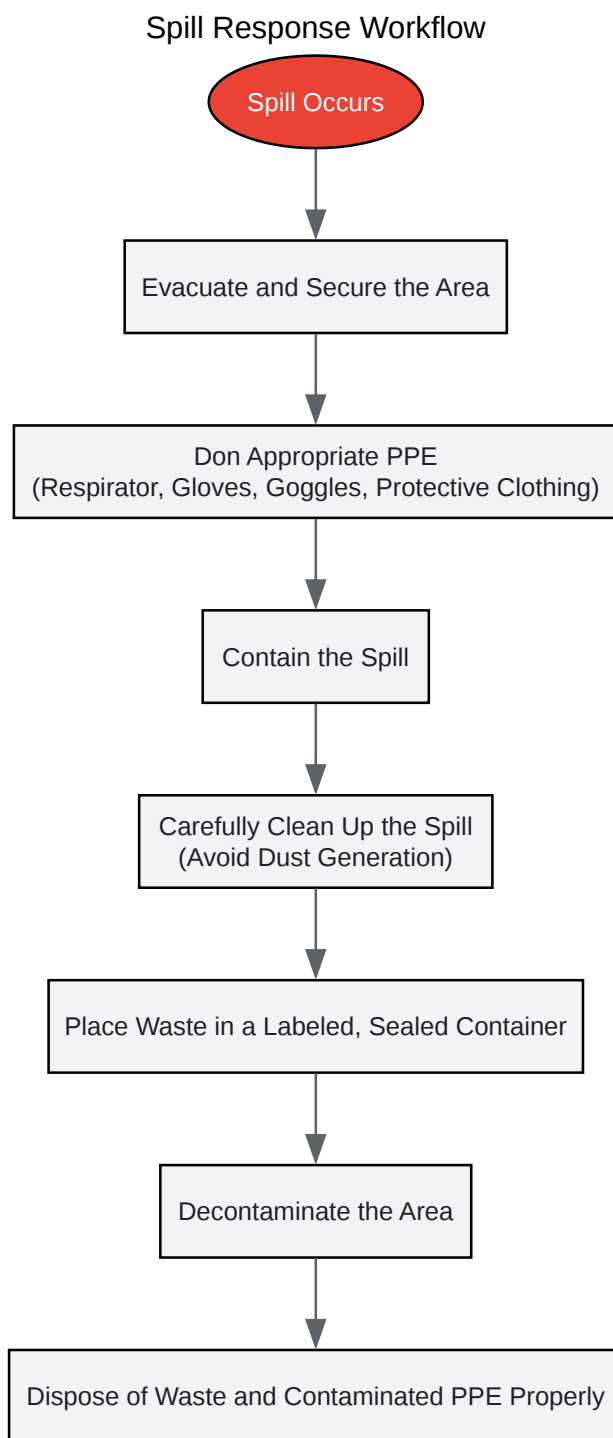 Spill Response Workflow
Spill Occurs
Evacuate and Secure the Area
Don Appropriate PPE
(Respirator, Gloves, Goggles, Protective Clothing)
Contain the Spill
Carefully Clean Up the Spill
(Avoid Dust Generation)
Place Waste in a Labeled, Sealed Container
Decontaminate the Area
Dispose of Waste and Contaminated PPE Properly